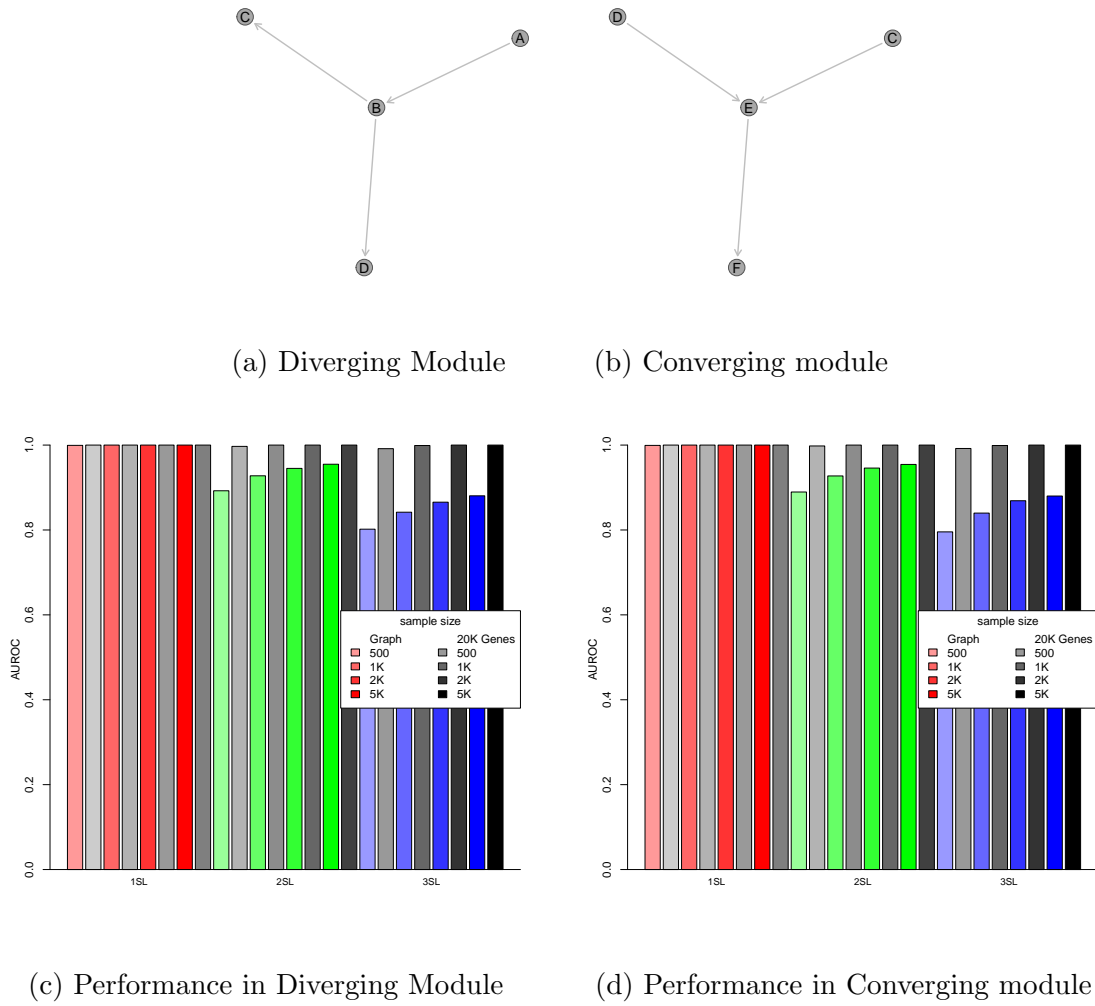 C
A
B
D
D
C
E
F
(a) Diverging Module
(b) Converging module
AUROC
1.0
0.8
0.6
0.4
0.2
0.0
1SL 2SL 3SL
sample size
Graph 20K Genes
500 500
1K 1K
2K 2K
5K 5K
AUROC
1.0
0.8
0.6
0.4
0.2
0.0
1SL 2SL 3SL
sample size
Graph 20K Genes
500 500
1K 1K
2K 2K
5K 5K
(c) Performance in Diverging Module
(d) Performance in Converging module